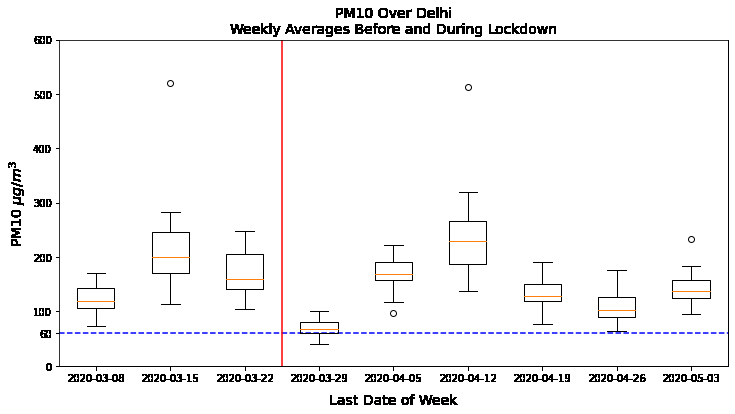 PM10 Over Delhi
Weekly Averages Before and During Lockdown
600
500
400
300
200
100
60
0
PM10 μg/m³
2020-03-08 2020-03-15 2020-03-22 2020-03-29 2020-04-05 2020-04-12 2020-04-19 2020-04-26 2020-05-03
Last Date of Week